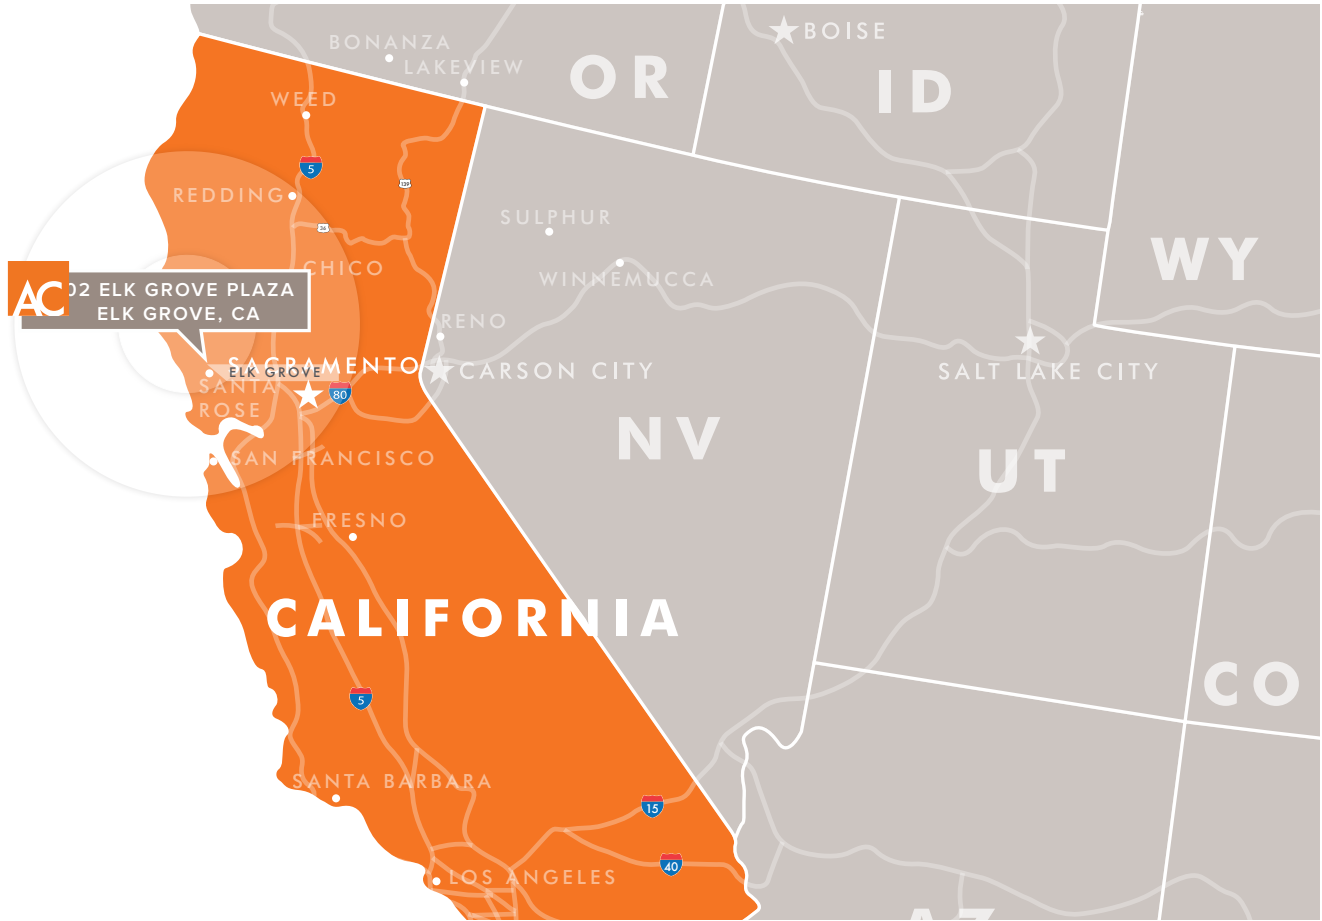 BOISE
BONANZA
LAKEVIEW
OR
ID
WEED
5
139
REDDING
SULPHUR
36
WY
CHICO
WINNEMUCCA
AC
02 ELK GROVE PLAZA
ELK GROVE, CA
RENO
SACRAMENTO
ELK GROVE
CARSON CITY
SALT LAKE CITY
SANTA
ROSE
80
NV
SAN FRANCISCO
UT
FRESNO
CALIFORNIA
CO
5
SANTA BARBARA
15
40
LOS ANGELES
AZ